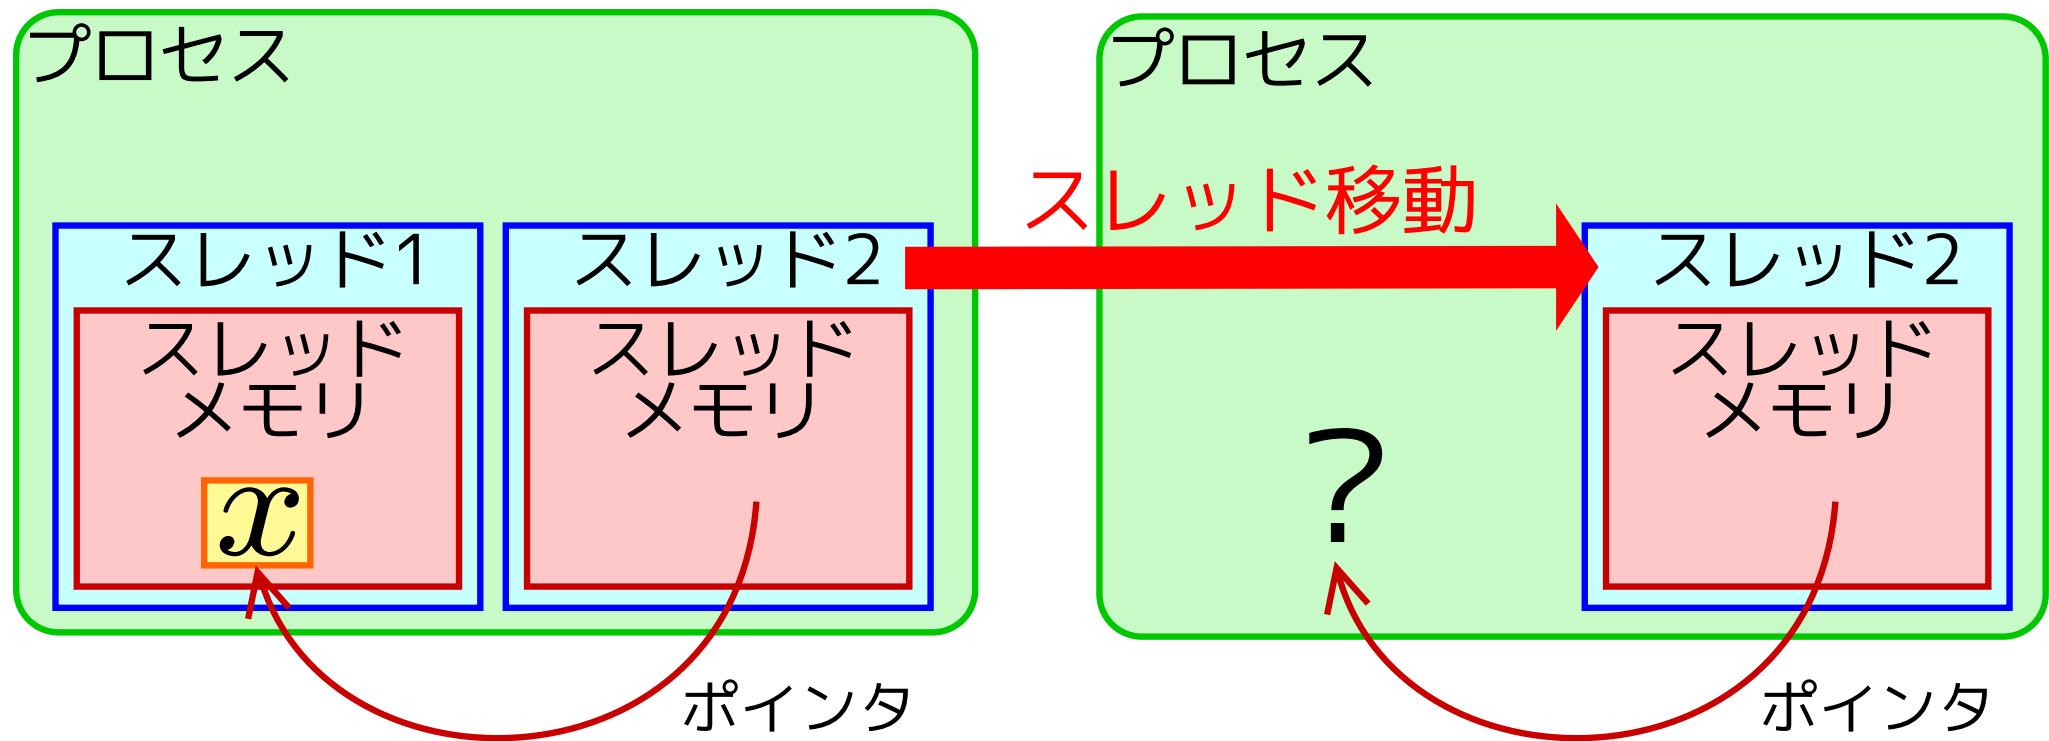 プロセス
スレッド1
スレッド
メモリ
x
スレッド2
スレッド
メモリ
ポインタ
スレッド移動
プロセス
?
スレッド2
スレッド
メモリ
ポインタ